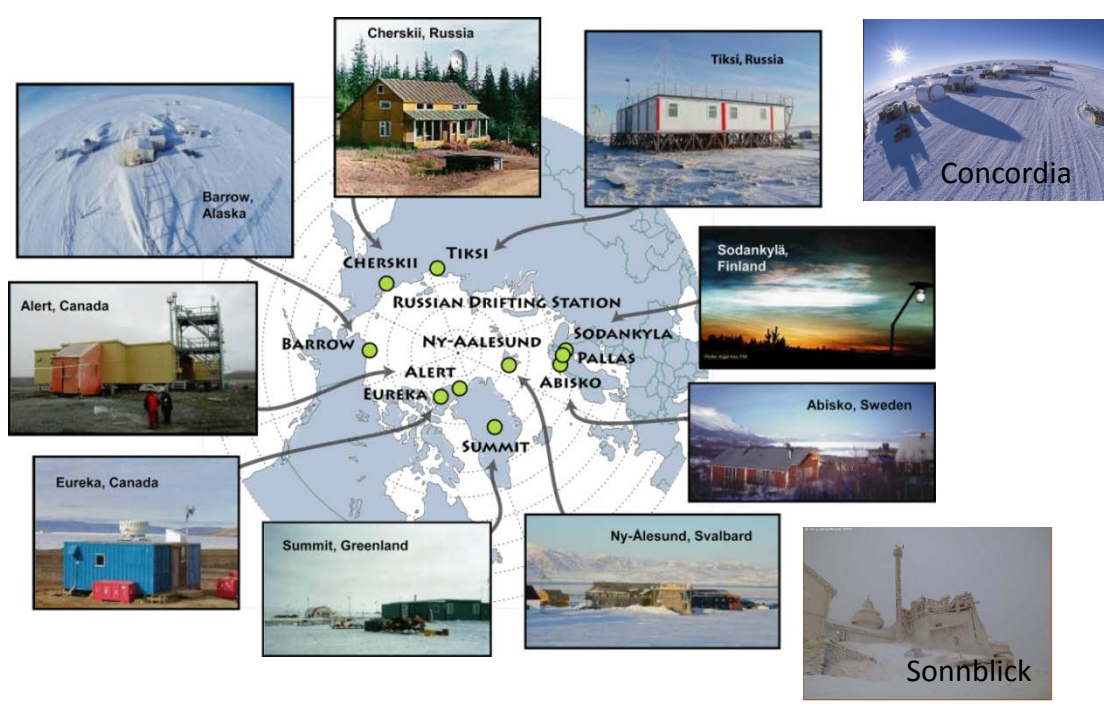 Cherskii, Russia
Tiksi, Russia
Concordia
Barrow,
Alaska
Sodankylä,
Finland
Alert, Canada
Cherskii
Tiksi
Russian Drifting Station
Barrow
Ny-Aalesund
Sodankyla
Pallas
Alert
Abisko
Eureka
Summit
Abisko, Sweden
Eureka, Canada
Summit, Greenland
Ny-Ålesund, Svalbard
Sonnblick